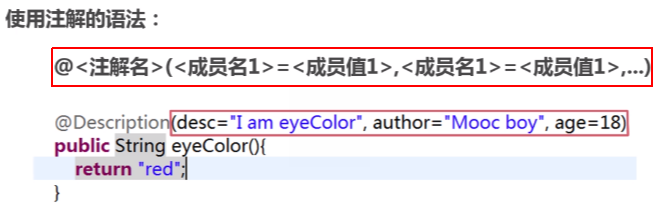 使用注解的语法：
@<注解名>(<成员名1>=<成员值1>,<成员名1>=<成员值1>,...)
@Description(desc="I am eyeColor", author="Mooc boy", age=18)
public String eyeColor(){
return "red";
}